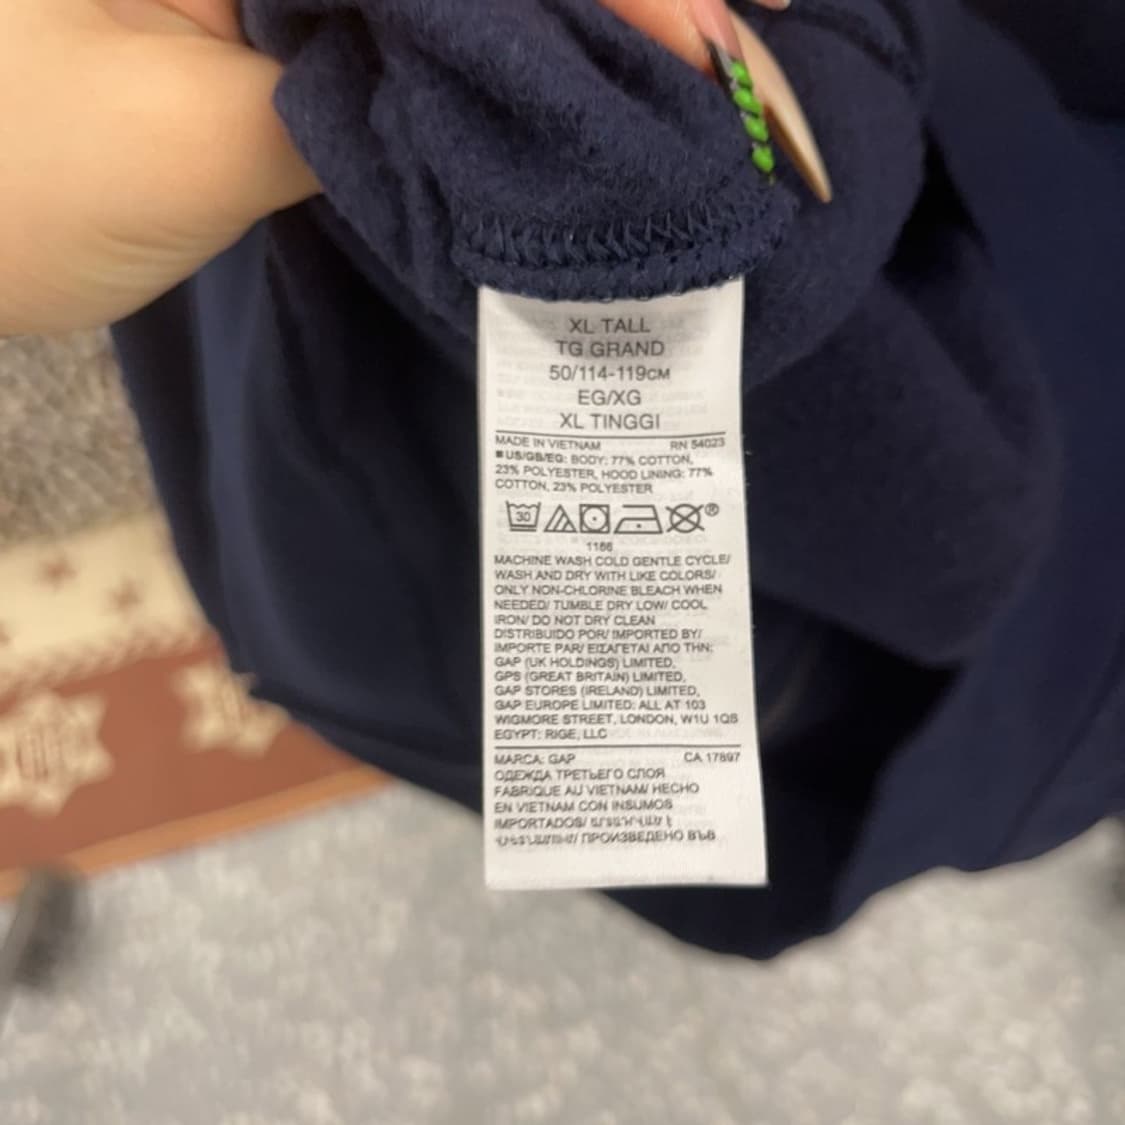 XL TALL
TG GRAND
50/114-119CM
EG/XG
XL TINGGI
MADE IN VIETNAM RN 54023
■US/GB/EG: BODY: 77% COTTON,
23% POLYESTER, HOOD LINING: 77%
COTTON, 23% POLYESTER
30
®
1166
MACHINE WASH COLD GENTLE CYCLE/
WASH AND DRY WITH LIKE COLORS/
ONLY NON-CHLORINE BLEACH WHEN
NEEDED/ TUMBLE DRY LOW/ COOL
IRON/ DO NOT DRY CLEAN
DISTRIBUIDO POR/ IMPORTED BY/
IMPORTE PAR/ ΕΙΣΑΓΕΤΑΙ ΑΠΟ ΤΗΝ:
GAP (UK HOLDINGS) LIMITED,
GPS (GREAT BRITAIN) LIMITED,
GAP STORES (IRELAND) LIMITED,
GAP EUROPE LIMITED: ALL AT 103
WIGMORE STREET, LONDON, W1U 1QS
EGYPT: RIGE, LLC
MARCA: GAP CA 17897
ОДЕЖДА ТРЕТЬЕГО СЛОЯ
FABRIQUE AU VIETNAM/ HECHO
EN VIETNAM CON INSUMOS
IMPORTADOS/
ПРОИЗВЕДЕНО ВЪВ